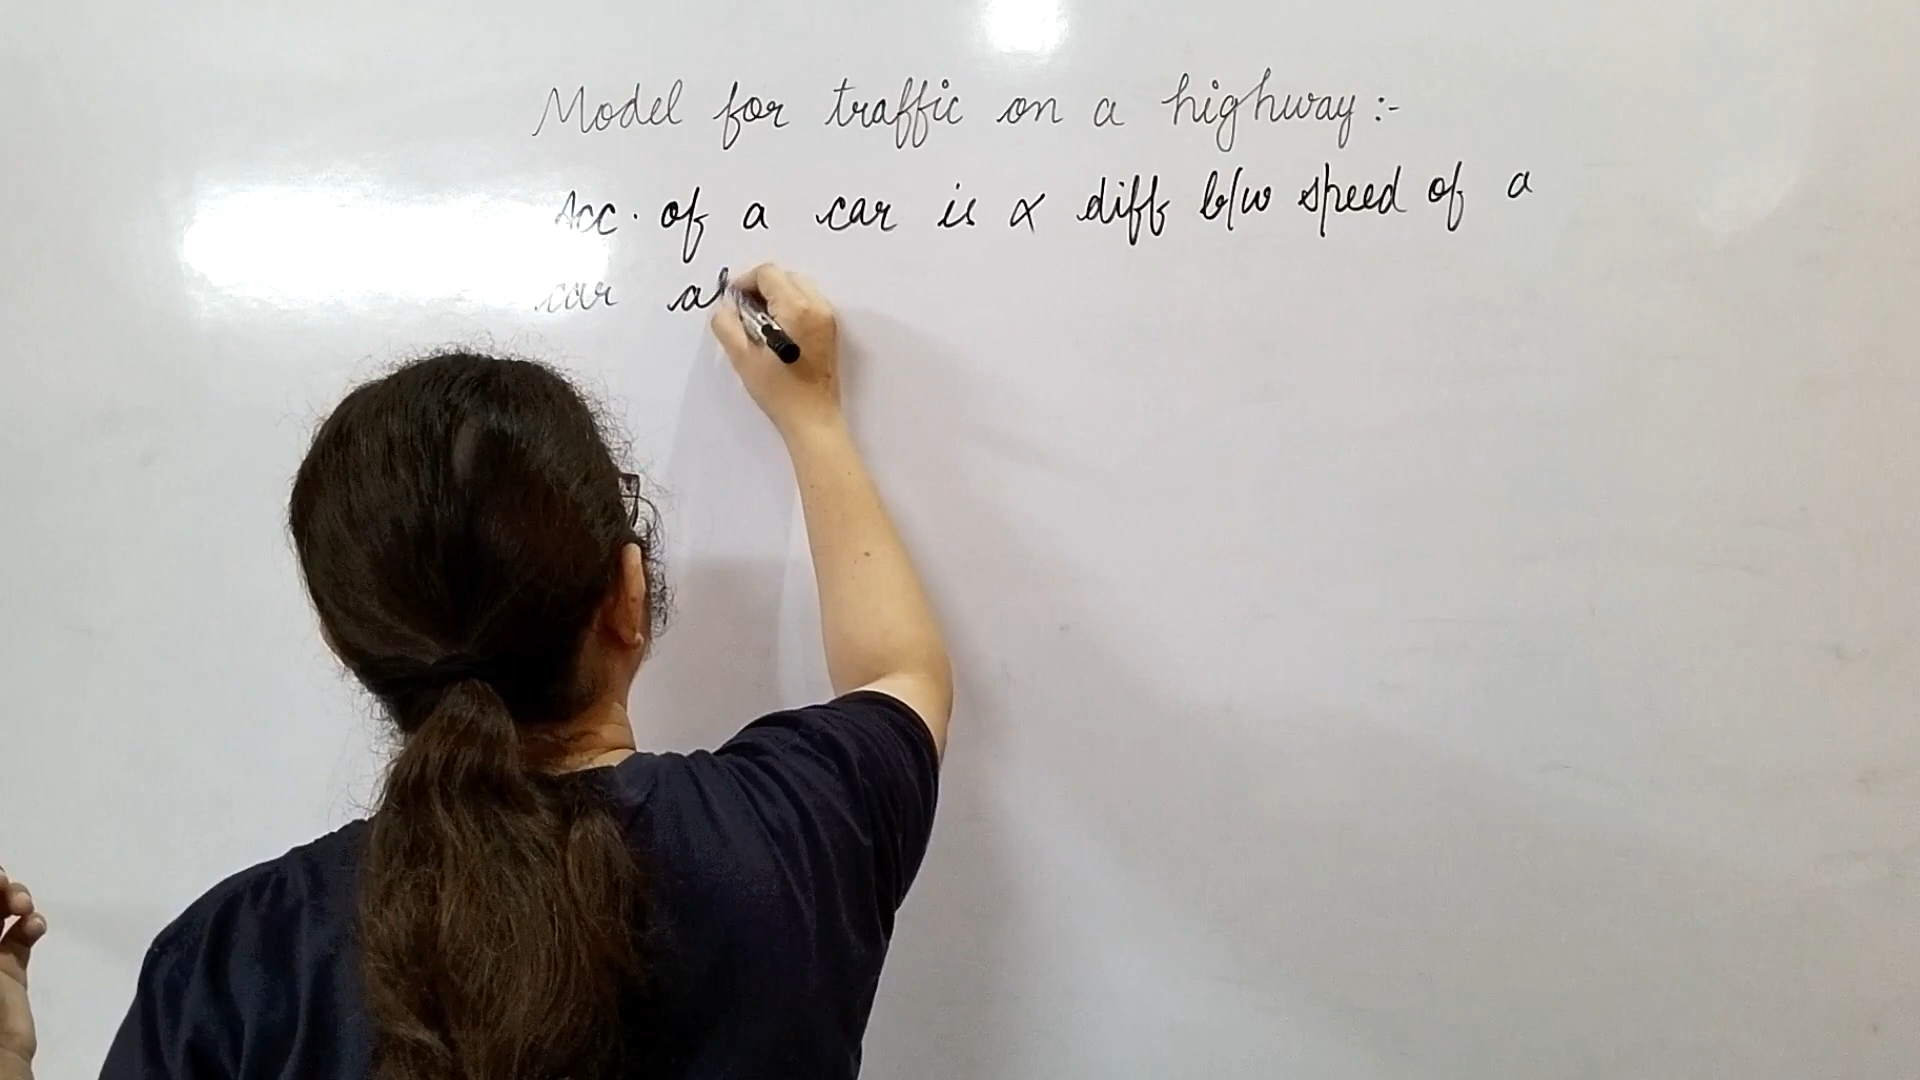 Model for traffic on a highway :-
Acc. of a car is ∝ diff b/w speed of a
car